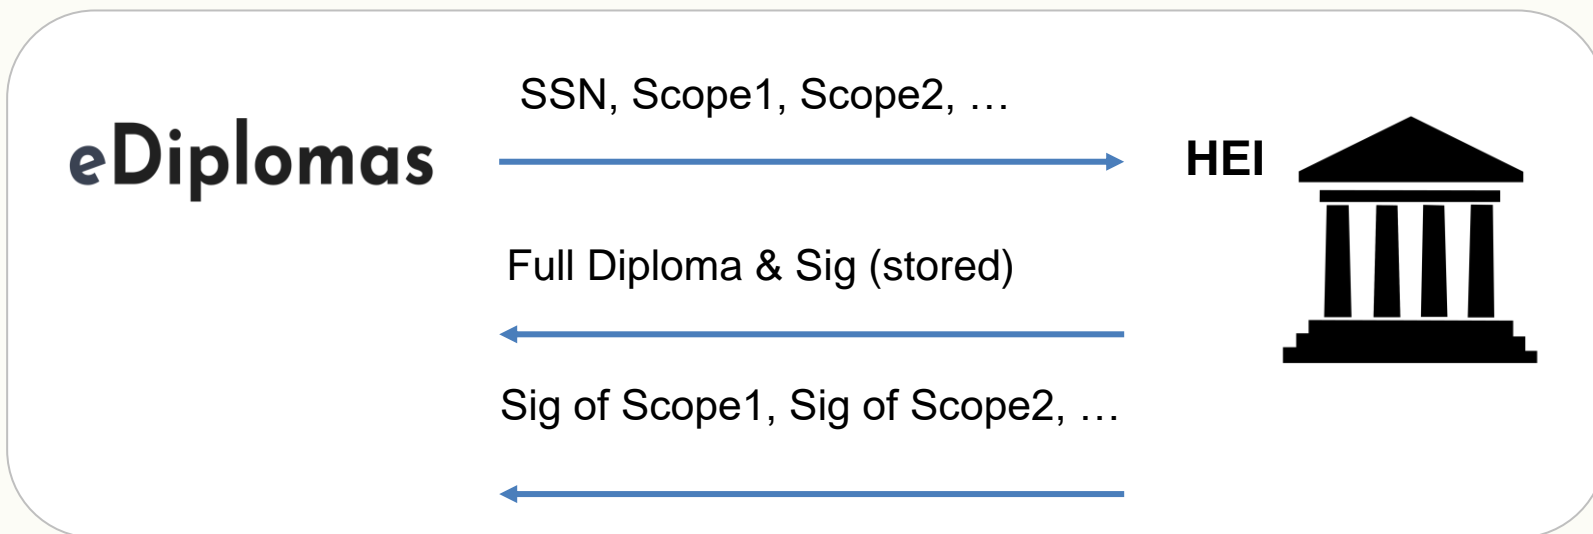 SSN, Scope1, Scope2, …
eDiplomas
HEI
Full Diploma & Sig (stored)
Sig of Scope1, Sig of Scope2, …